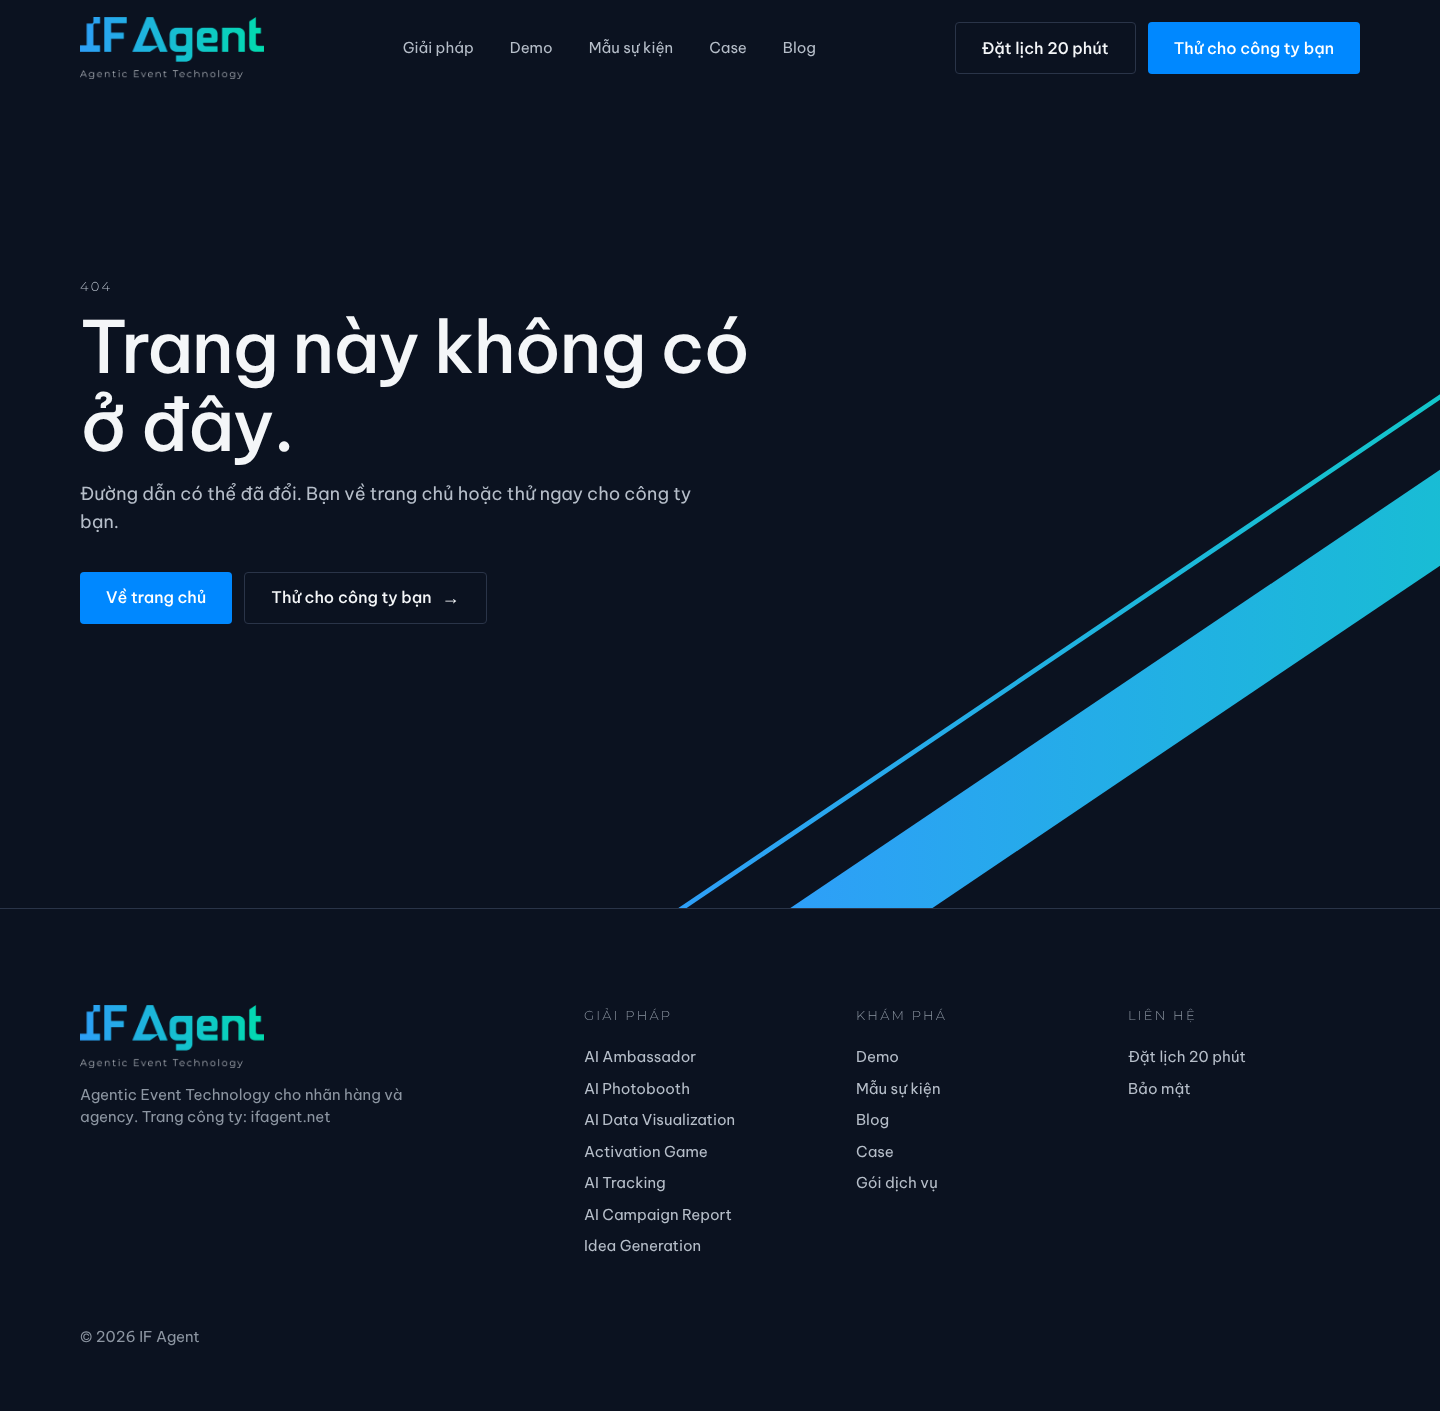 IF Agent
Agentic Event Technology
Giải pháp
Demo
Mẫu sự kiện
Case
Blog
Đặt lịch 20 phút
Thử cho công ty bạn
404
Trang này không có
ở đây.
Đường dẫn có thể đã đổi. Bạn về trang chủ hoặc thử ngay cho công ty
bạn.
Về trang chủ
Thử cho công ty bạn →
IF Agent
Agentic Event Technology
Agentic Event Technology cho nhãn hàng và
agency. Trang công ty: ifagent.net
GIẢI PHÁP
AI Ambassador
AI Photobooth
AI Data Visualization
Activation Game
AI Tracking
AI Campaign Report
Idea Generation
KHÁM PHÁ
Demo
Mẫu sự kiện
Blog
Case
Gói dịch vụ
LIÊN HỆ
Đặt lịch 20 phút
Bảo mật
© 2026 IF Agent